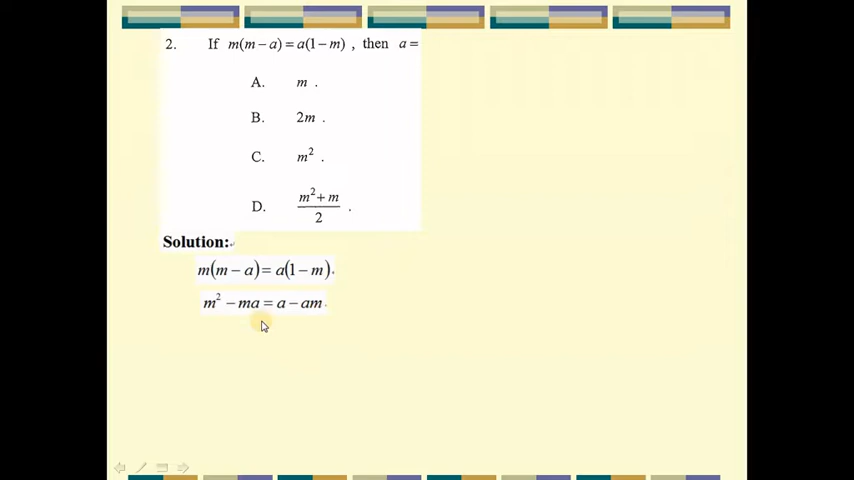 2. If m(m−a)=a(1−m) , then a=
A. m .
B. 2m .
C. m² .
D. (m²+m)/2 .
Solution:
m(m−a)=a(1−m).
m²−ma=a−am.